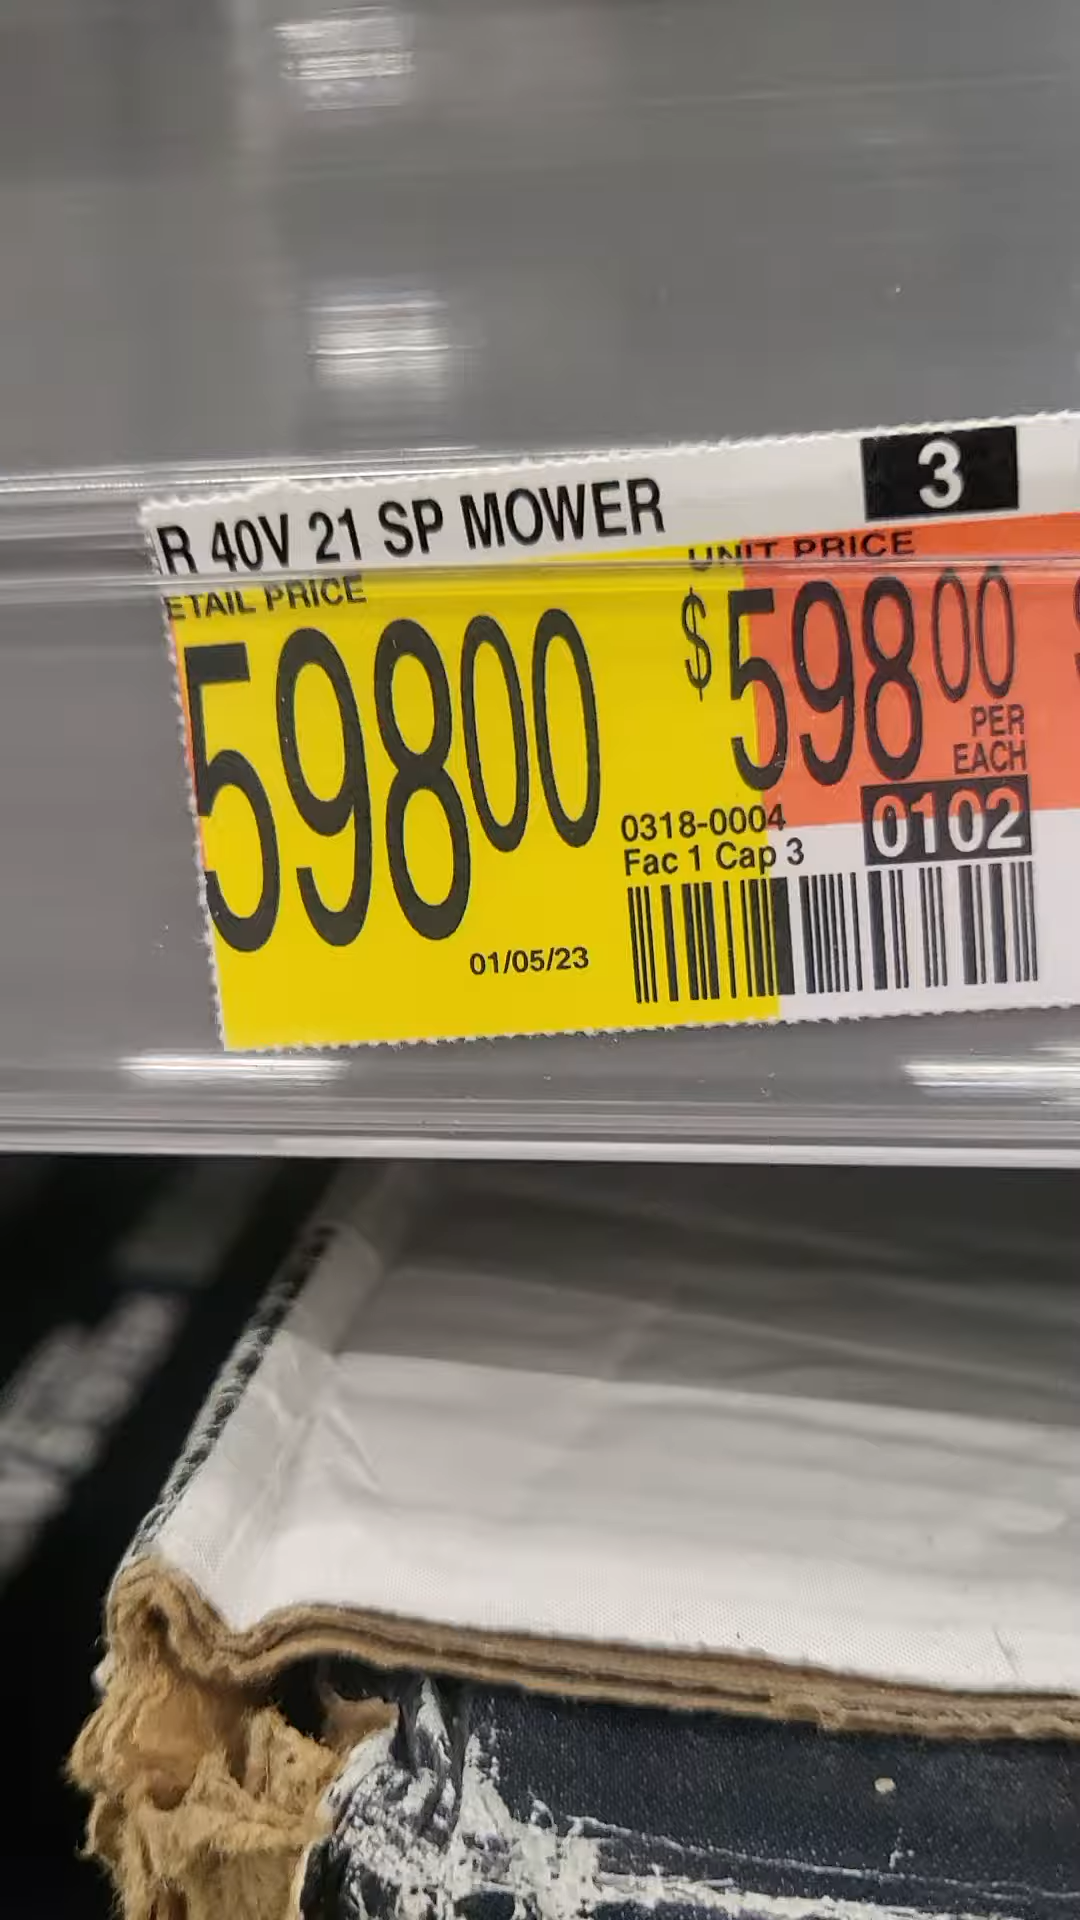 R 40V 21 SP MOWER
3
ETAIL PRICE
UNIT PRICE
59800
$59800
PER
EACH
0318-0004
0102
Fac 1 Cap 3
01/05/23